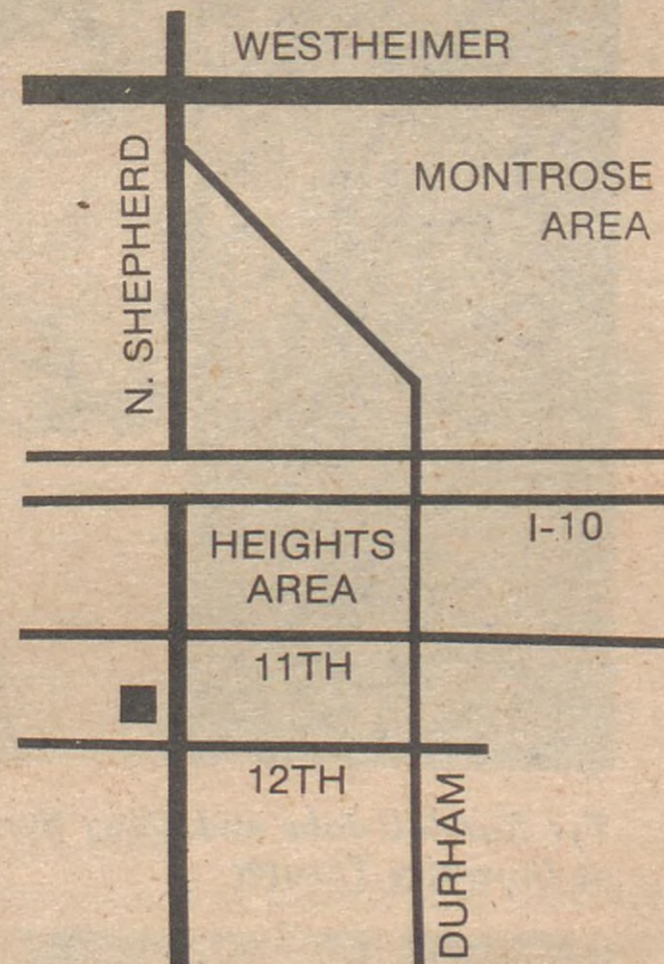 WESTHEIMER
N. SHEPHERD
MONTROSE
AREA
I-10
HEIGHTS
AREA
11TH
12TH
DURHAM